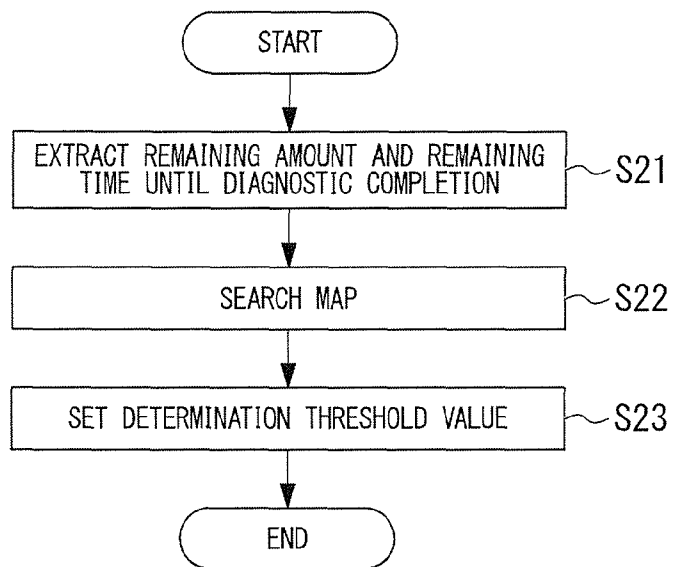 START
EXTRACT REMAINING AMOUNT AND REMAINING
TIME UNTIL DIAGNOSTIC COMPLETION
S21
SEARCH MAP
S22
SET DETERMINATION THRESHOLD VALUE
S23
END